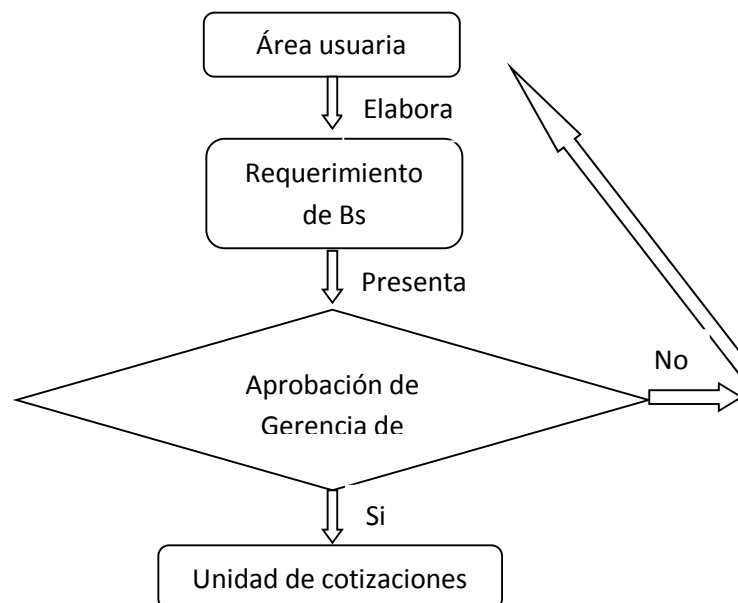 Área usuaria
Elabora
Requerimiento
de Bs
Presenta
No
Aprobación de
Gerencia de
Si
Unidad de cotizaciones